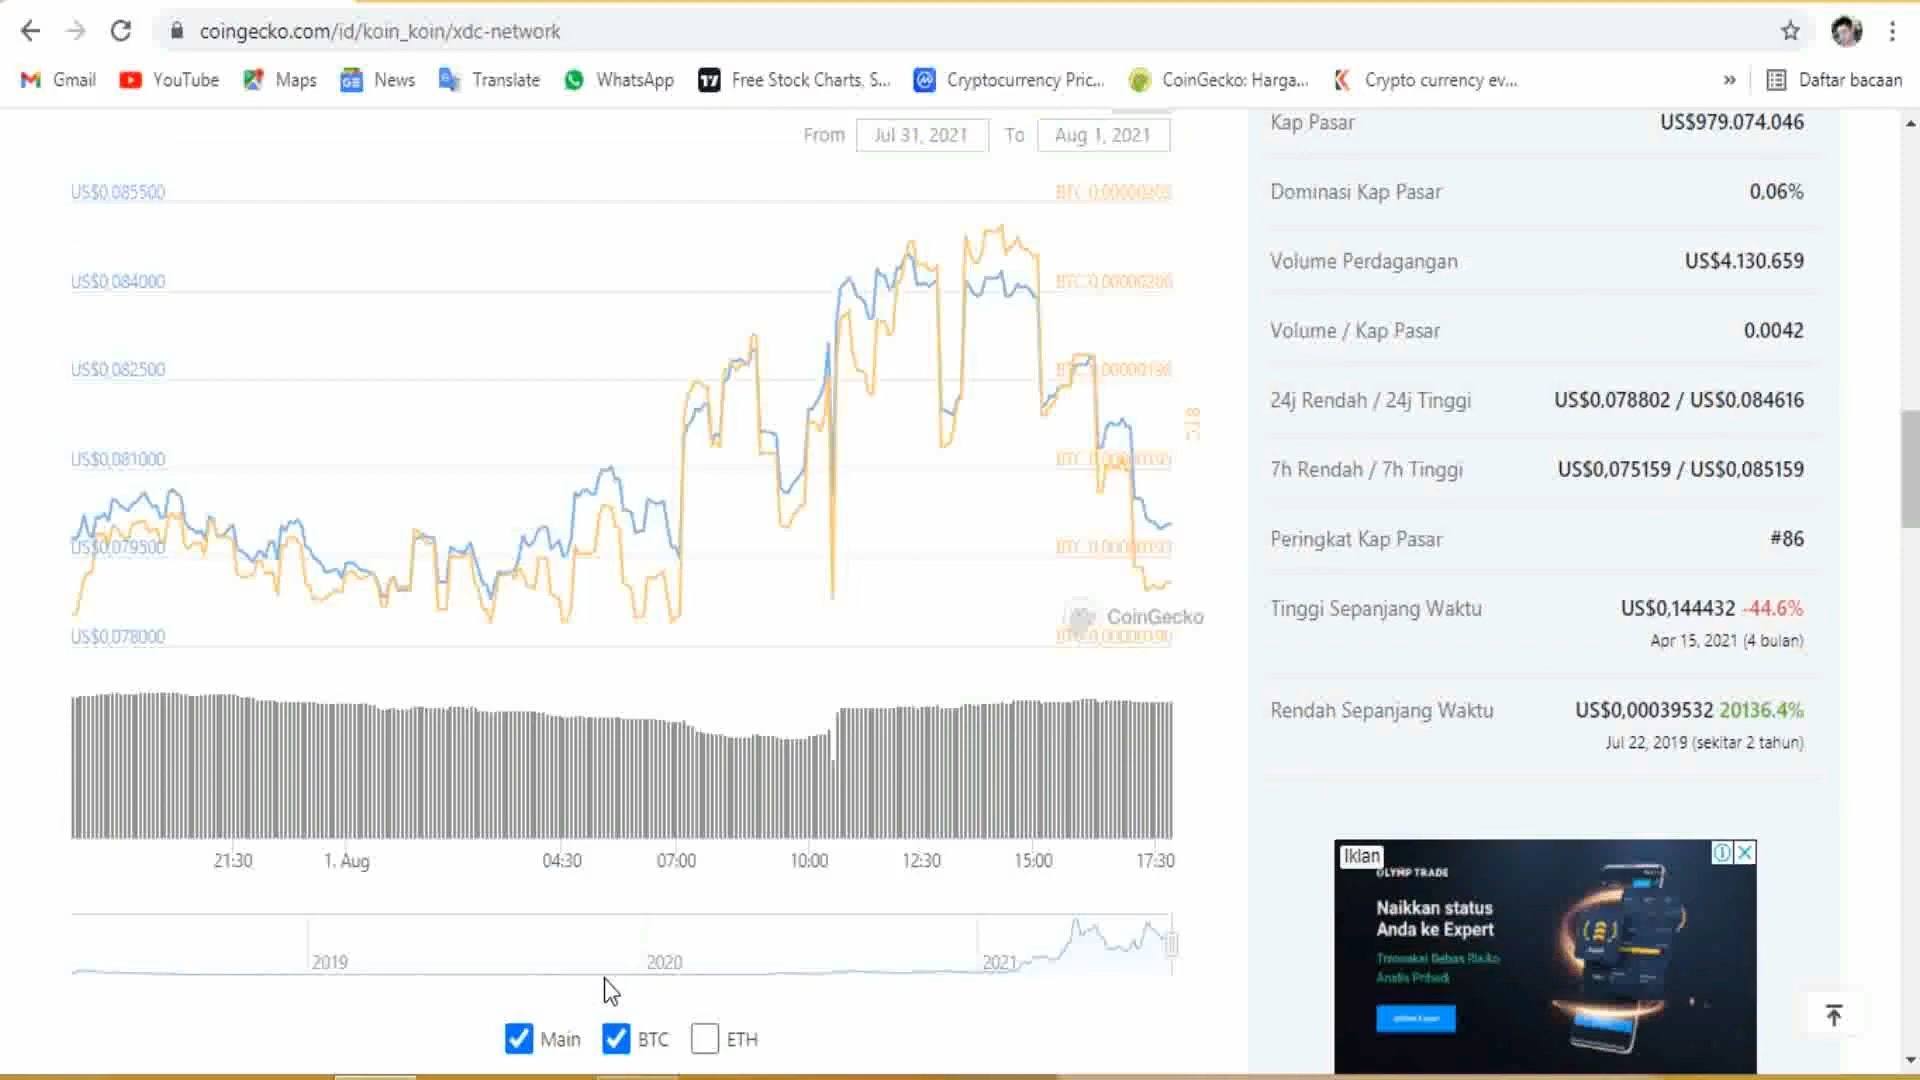 coingecko.com/id/koin_koin/xdc-network
Gmail YouTube Maps News Translate WhatsApp Free Stock Charts, S... Cryptocurrency Pric... CoinGecko: Harga... Crypto currency ev... » Daftar bacaan
From Jul 31, 2021 To Aug 1, 2021
US$0,085500
US$0,084000
US$0,082500
US$0,081000
US$0,079500
US$0,078000
BTC
CoinGecko
21:30 1. Aug 04:30 07:00 10:00 12:30 15:00 17:30
2019 2020 2021
Main BTC ETH
Kap Pasar US$979.074.046
Dominasi Kap Pasar 0.06%
Volume Perdagangan US$4.130.659
Volume / Kap Pasar 0.0042
24j Rendah / 24j Tinggi US$0,078802 / US$0,084616
7h Rendah / 7h Tinggi US$0,075159 / US$0,085159
Peringkat Kap Pasar #86
Tinggi Sepanjang Waktu US$0,144432 -44.6%
Apr 15, 2021 (4 bulan)
Rendah Sepanjang Waktu US$0,00039532 20136.4%
Jul 22, 2019 (sekitar 2 tahun)
Iklan
OLYMP TRADE
Naikkan status
Anda ke Expert